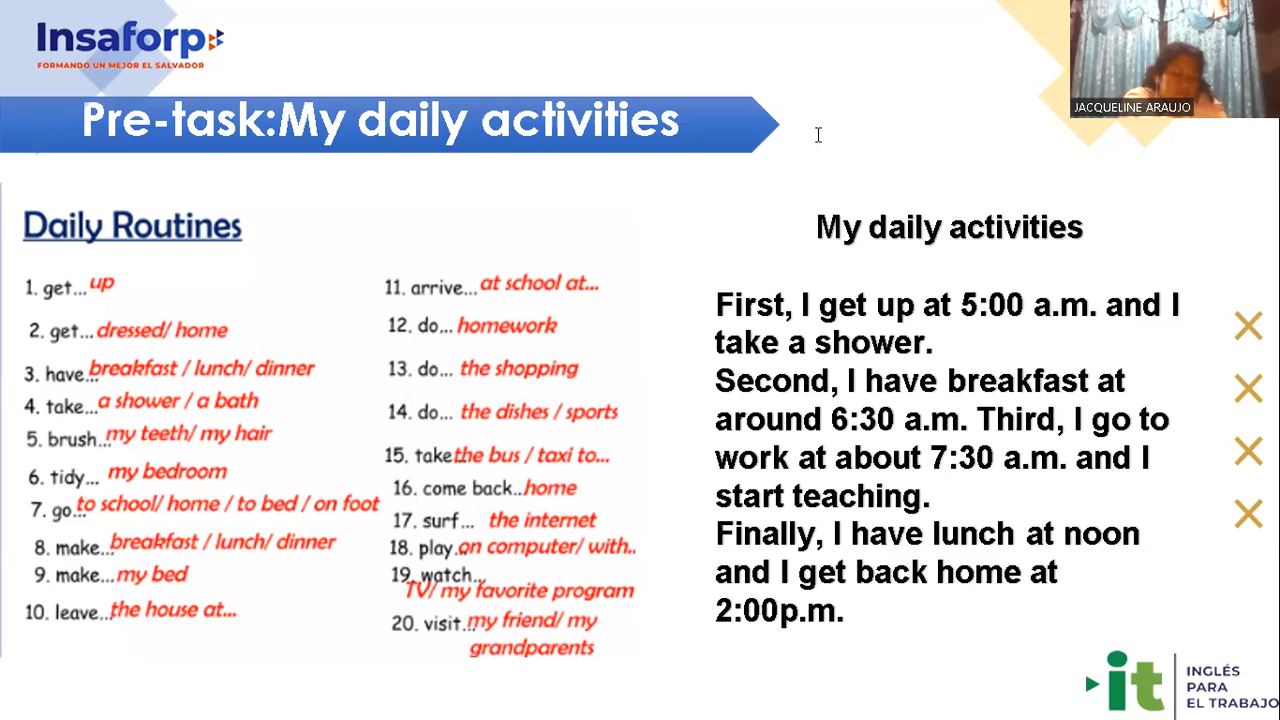 Insaforp
FORMANDO UN MEJOR EL SALVADOR
JACQUELINE ARAUJO
Pre-task:My daily activities
Daily Routines
1. get... up
2. get... dressed/ home
3. have... breakfast / lunch/ dinner
4. take... a shower / a bath
5. brush... my teeth/ my hair
6. tidy... my bedroom
7. go... to school/ home / to bed / on foot
8. make... breakfast / lunch/ dinner
9. make... my bed
10. leave... the house at...
11. arrive... at school at...
12. do... homework
13. do... the shopping
14. do... the dishes / sports
15. take... the bus / taxi to...
16. come back... home
17. surf... the internet
18. play... on computer/ with..
19. watch...
TV/ my favorite program
20. visit... my friend/ my
grandparents
My daily activities
First, I get up at 5:00 a.m. and I
take a shower.
Second, I have breakfast at
around 6:30 a.m. Third, I go to
work at about 7:30 a.m. and I
start teaching.
Finally, I have lunch at noon
and I get back home at
2:00p.m.
it
INGLÉS
PARA
EL TRABAJO